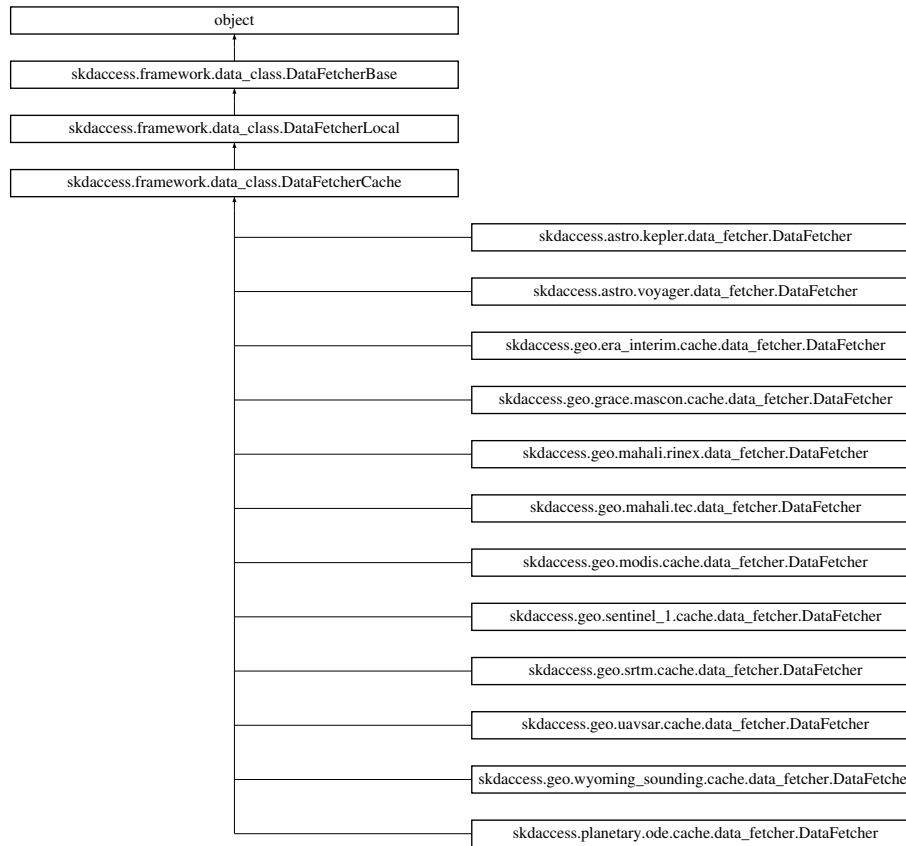 object
skdaccess.framework.data_class.DataFetcherBase
skdaccess.framework.data_class.DataFetcherLocal
skdaccess.framework.data_class.DataFetcherCache
skdaccess.astro.kepler.data_fetcher.DataFetcher
skdaccess.astro.voyager.data_fetcher.DataFetcher
skdaccess.geo.era_interim.cache.data_fetcher.DataFetcher
skdaccess.geo.grace.mascon.cache.data_fetcher.DataFetcher
skdaccess.geo.mahali.rinex.data_fetcher.DataFetcher
skdaccess.geo.mahali.tec.data_fetcher.DataFetcher
skdaccess.geo.modis.cache.data_fetcher.DataFetcher
skdaccess.geo.sentinel_1.cache.data_fetcher.DataFetcher
skdaccess.geo.srtm.cache.data_fetcher.DataFetcher
skdaccess.geo.uavsar.cache.data_fetcher.DataFetcher
skdaccess.geo.wyoming_sounding.cache.data_fetcher.DataFetche
skdaccess.planetary.ode.cache.data_fetcher.DataFetcher